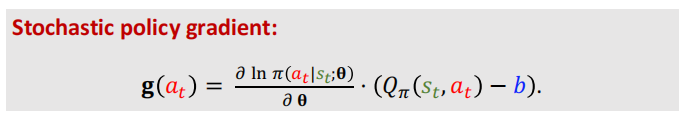 Stochastic policy gradient:
𝐠(𝑎ₜ) = ∂ ln 𝜋(𝑎ₜ|𝑠ₜ;𝛉) / ∂ 𝛉 · (𝑄_𝜋(𝑠ₜ, 𝑎ₜ) − 𝑏).